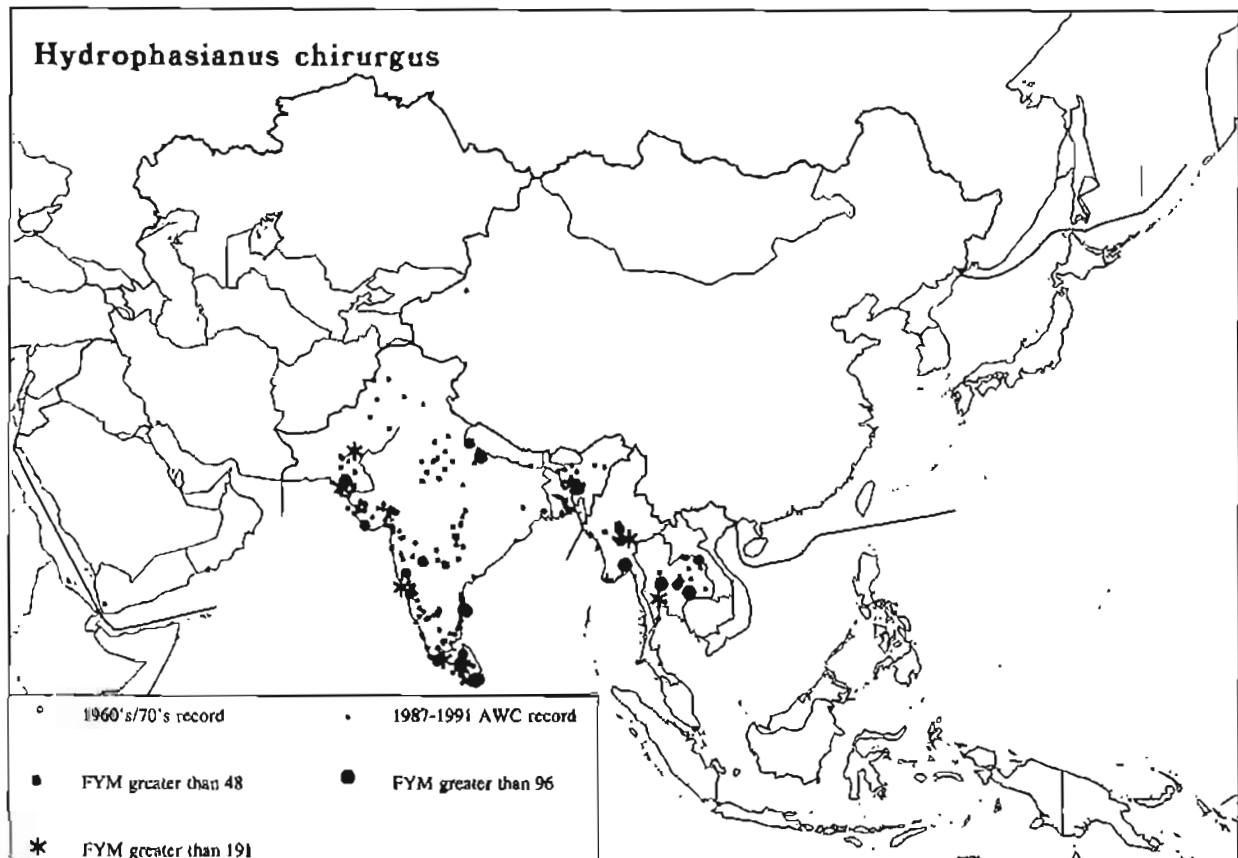 Hydrophasianus chirurgus
1960's/70's record
1987-1991 AWC record
FYM greater than 48
FYM greater than 96
FYM greater than 191